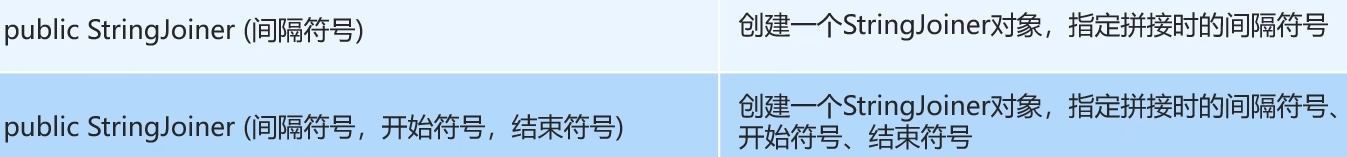 public StringJoiner (间隔符号)
创建一个StringJoiner对象，指定拼接时的间隔符号
public StringJoiner (间隔符号，开始符号，结束符号)
创建一个StringJoiner对象，指定拼接时的间隔符号、
开始符号、结束符号